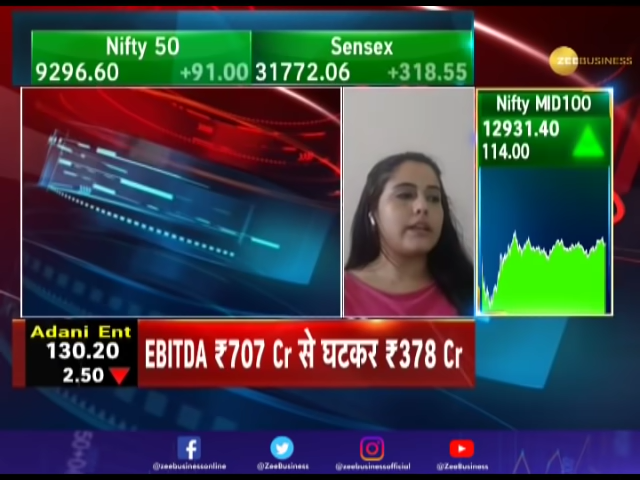 Nifty 50
9296.60 +91.00
Sensex
31772.06 +318.55
ZEEBUSINESS
Nifty MID100
12931.40
114.00
Adani Ent
130.20
2.50
EBITDA ₹707 Cr से घटकर ₹378 Cr
@zeebusinessonline
@ZeeBusiness
@zeebusinessofficial
@ZeeBusiness